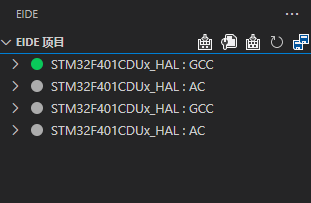 EIDE
EIDE 项目
STM32F401CDUx_HAL : GCC
STM32F401CDUx_HAL : AC
STM32F401CDUx_HAL : GCC
STM32F401CDUx_HAL : AC